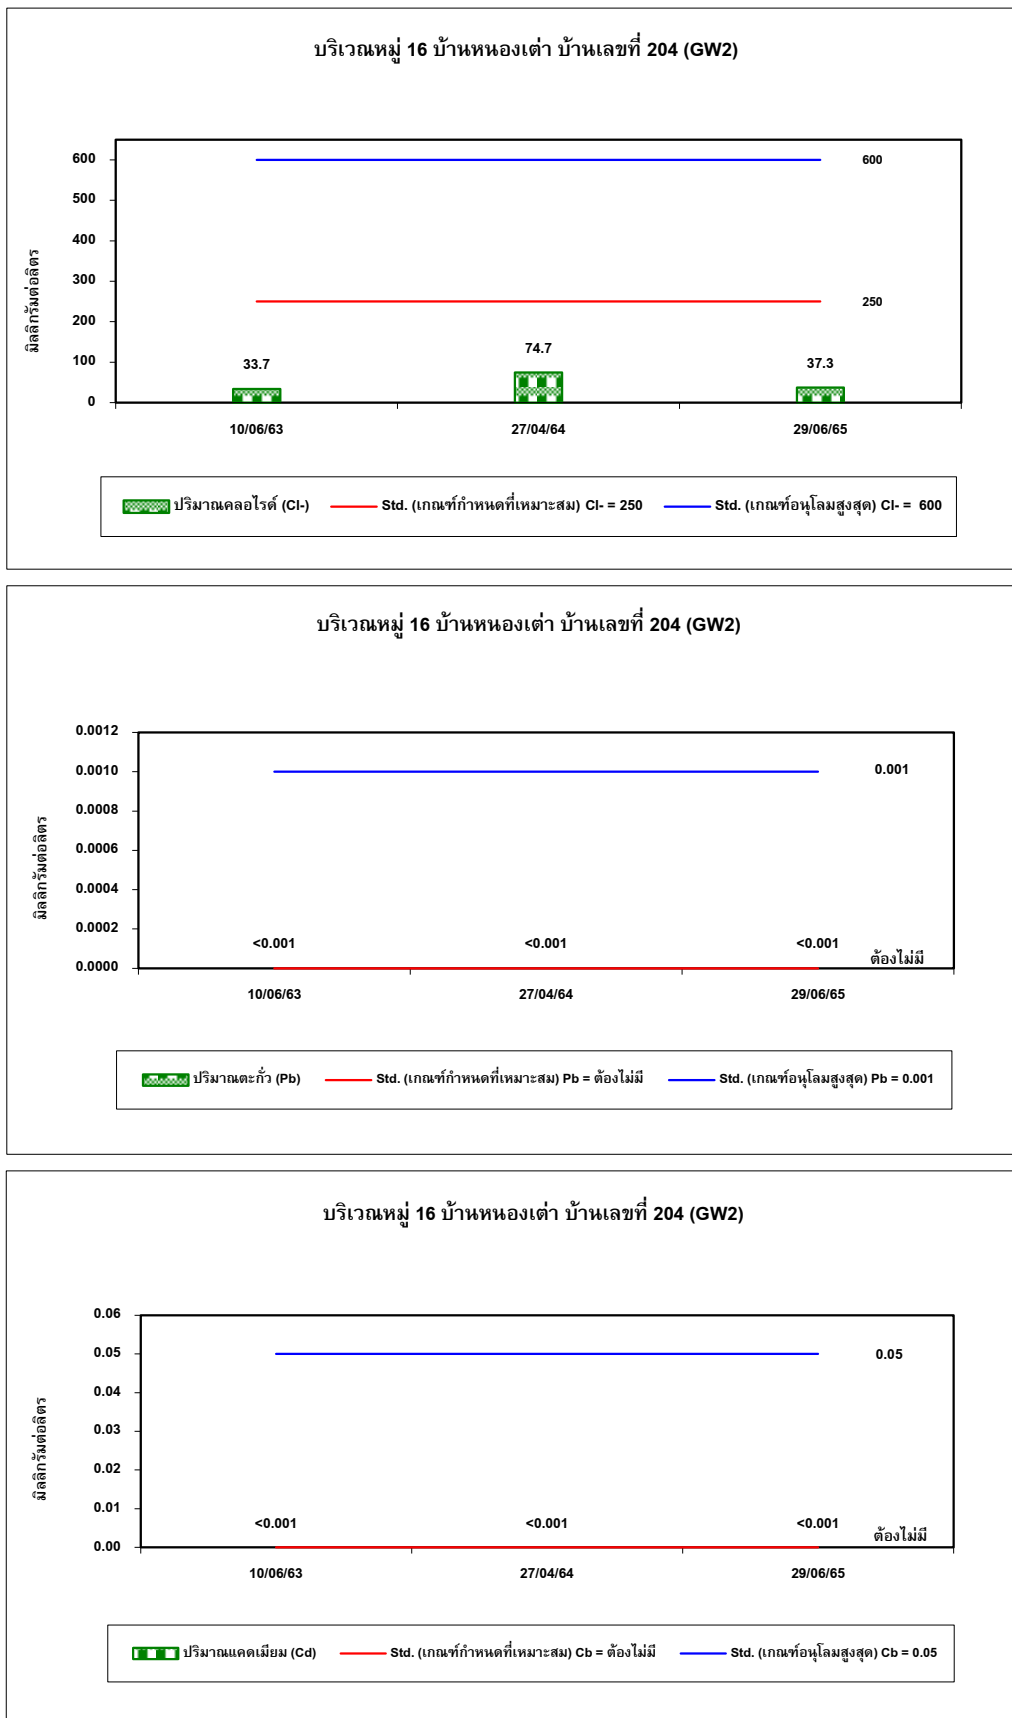 บริเวณหมู่ 16 บ้านหนองเต่า บ้านเลขที่ 204 (GW2)
มิลลิกรัมต่อลิตร
600
500
400
300
200
100
0
600
250
33.7
74.7
37.3
10/06/63
27/04/64
29/06/65
ปริมาณคลอไรด์ (Cl-)
Std. (เกณฑ์กำหนดที่เหมาะสม) Cl- = 250
Std. (เกณฑ์อนุโลมสูงสุด) Cl- = 600
บริเวณหมู่ 16 บ้านหนองเต่า บ้านเลขที่ 204 (GW2)
มิลลิกรัมต่อลิตร
0.0012
0.0010
0.0008
0.0006
0.0004
0.0002
0.0000
0.001
<0.001
<0.001
<0.001
ต้องไม่มี
10/06/63
27/04/64
29/06/65
ปริมาณตะกั่ว (Pb)
Std. (เกณฑ์กำหนดที่เหมาะสม) Pb = ต้องไม่มี
Std. (เกณฑ์อนุโลมสูงสุด) Pb = 0.001
บริเวณหมู่ 16 บ้านหนองเต่า บ้านเลขที่ 204 (GW2)
มิลลิกรัมต่อลิตร
0.06
0.05
0.04
0.03
0.02
0.01
0.00
0.05
<0.001
<0.001
<0.001
ต้องไม่มี
10/06/63
27/04/64
29/06/65
ปริมาณแคดเมียม (Cd)
Std. (เกณฑ์กำหนดที่เหมาะสม) Cb = ต้องไม่มี
Std. (เกณฑ์อนุโลมสูงสุด) Cb = 0.05